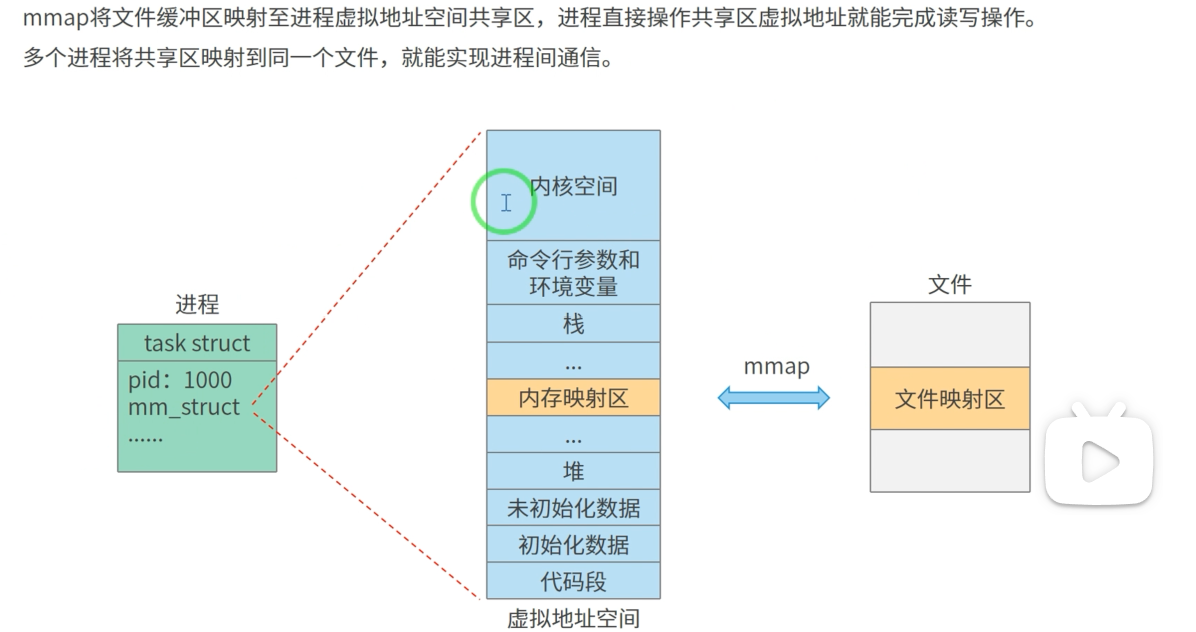 mmap将文件缓冲区映射至进程虚拟地址空间共享区，进程直接操作共享区虚拟地址就能完成读写操作。
多个进程将共享区映射到同一个文件，就能实现进程间通信。
进程
task struct
pid：1000
mm_struct
......
内核空间
命令行参数和
环境变量
栈
...
内存映射区
...
堆
未初始化数据
初始化数据
代码段
虚拟地址空间
mmap
文件
文件映射区